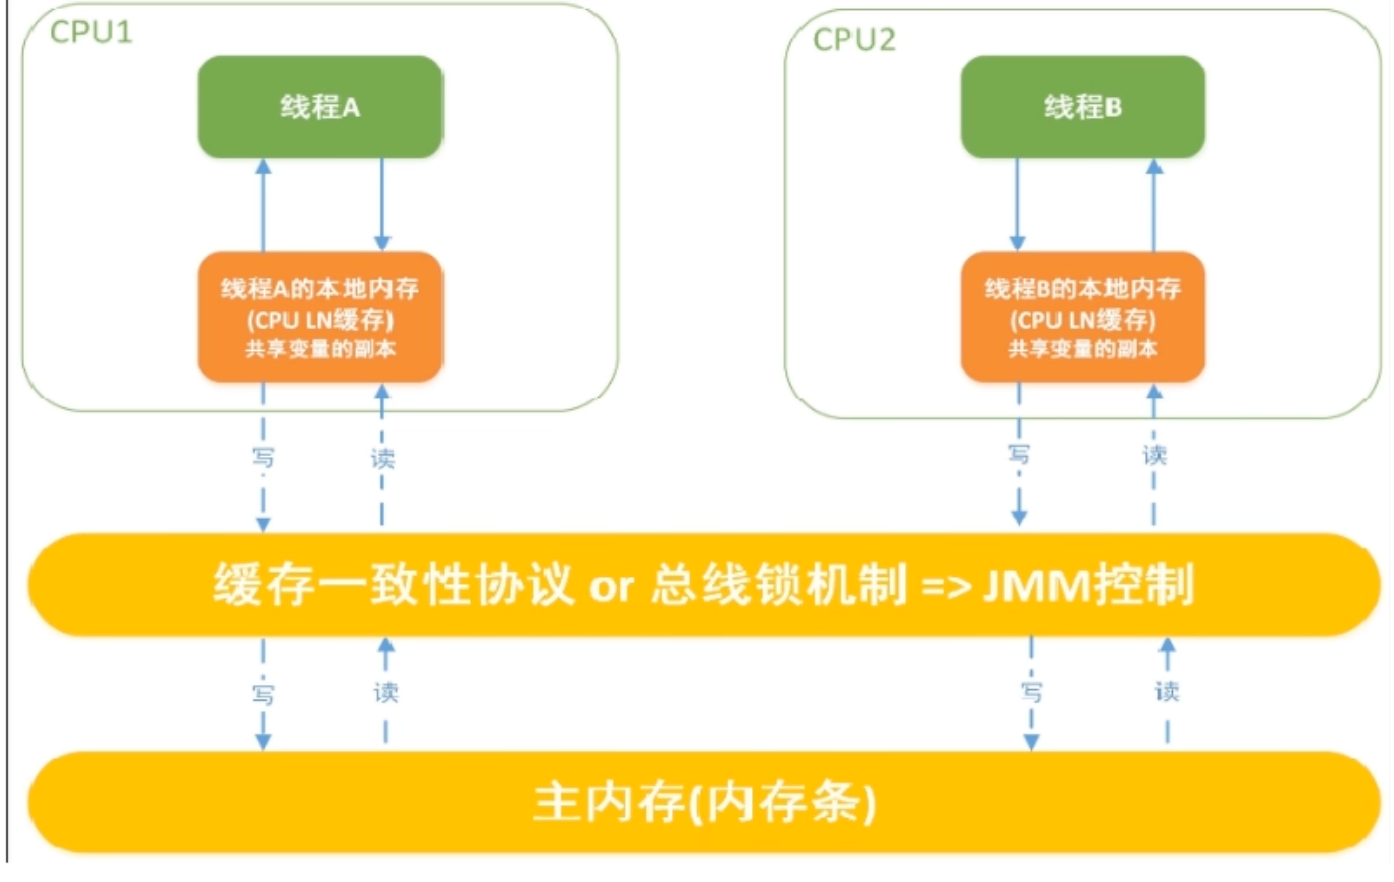 CPU1
CPU2
线程A
线程B
线程A的本地内存
(CPU LN缓存)
共享变量的副本
线程B的本地内存
(CPU LN缓存)
共享变量的副本
写
读
写
读
缓存一致性协议 or 总线锁机制 => JMM控制
写
读
写
读
主内存(内存条)